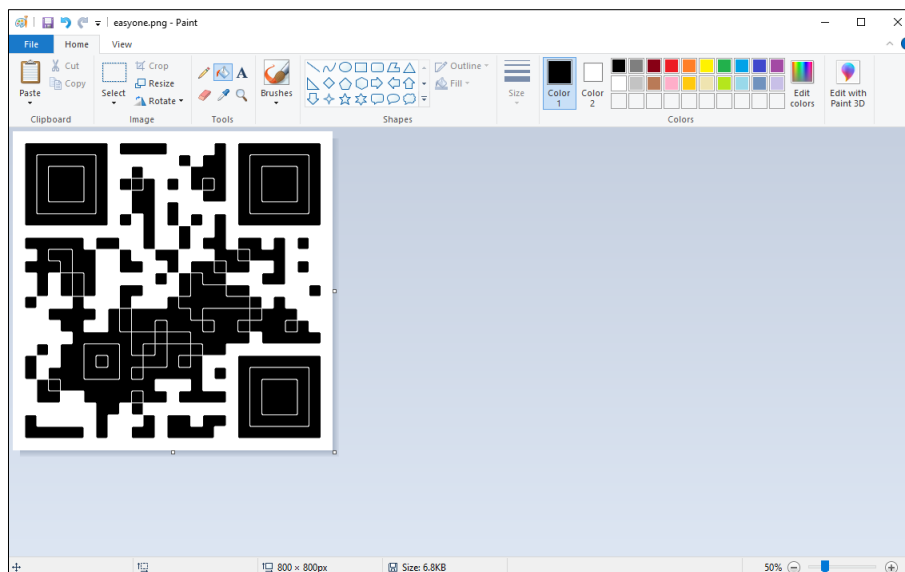 easyone.png - Paint
File Home View
Paste
Cut
Copy
Clipboard
Select
Crop
Resize
Rotate
Image
A
Tools
Brushes
Outline
Fill
Shapes
Size
Color 1
Color 2
Edit colors
Colors
Edit with Paint 3D
800 × 800px
Size: 6.8KB
50%